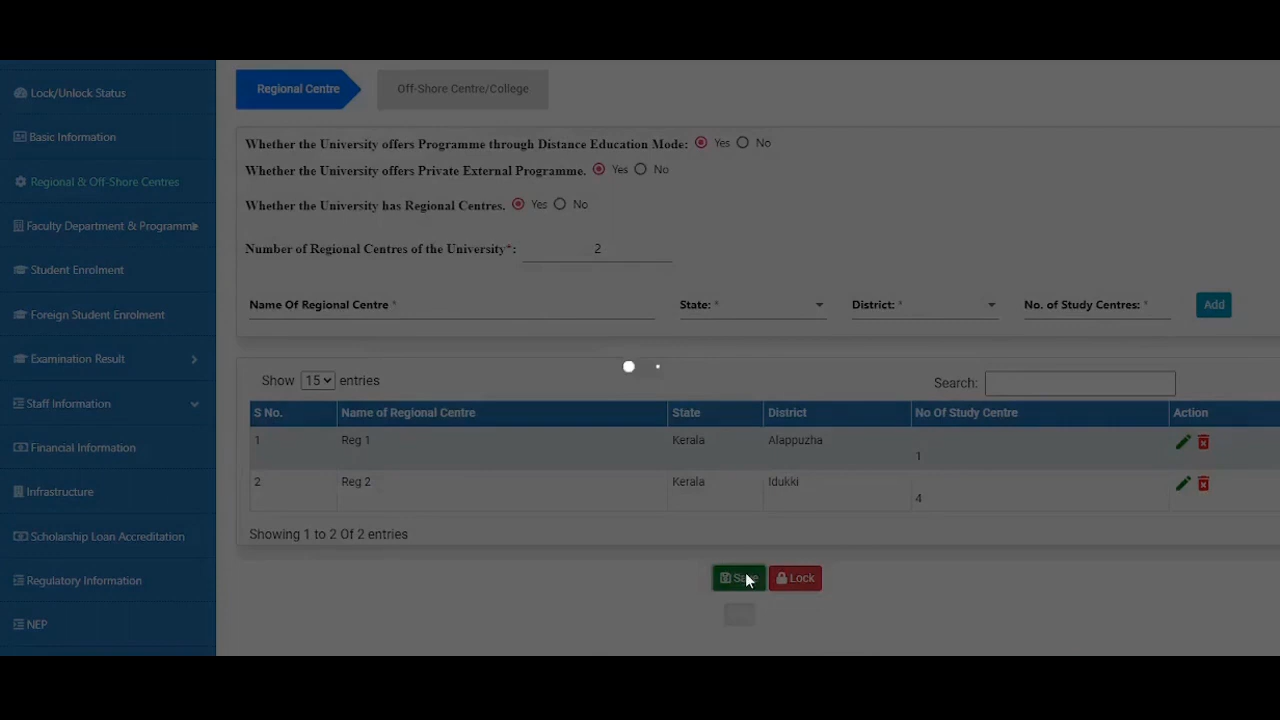 Lock/Unlock Status
Basic Information
Regional & Off-Shore Centres
Faculty Department & Programme
Student Enrolment
Foreign Student Enrolment
Examination Result
Staff Information
Financial Information
Infrastructure
Scholarship Loan Accreditation
Regulatory Information
NEP
Regional Centre Off-Shore Centre/College
Whether the University offers Programme through Distance Education Mode: Yes No
Whether the University offers Private External Programme. Yes No
Whether the University has Regional Centres. Yes No
Number of Regional Centres of the University*: 2
Name Of Regional Centre * State: * District: * No. of Study Centres: * Add
Show 15 entries Search:
S No. Name of Regional Centre State District No Of Study Centre Action
1 Reg 1 Kerala Alappuzha 1
2 Reg 2 Kerala Idukki 4
Showing 1 to 2 Of 2 entries
Save Lock